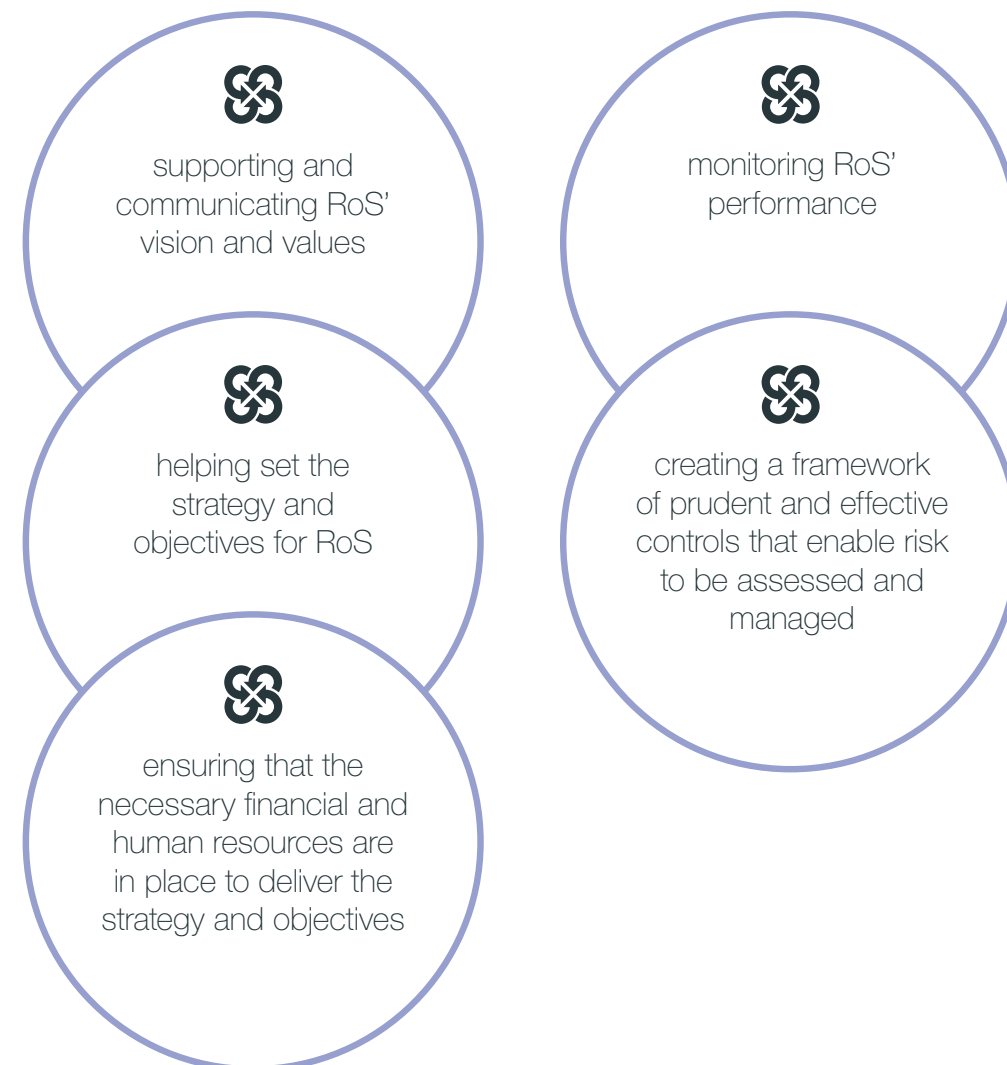 supporting and
communicating RoS’
vision and values
helping set the
strategy and
objectives for RoS
ensuring that the
necessary financial and
human resources are
in place to deliver the
strategy and objectives
monitoring RoS’
performance
creating a framework
of prudent and effective
controls that enable risk
to be assessed and
managed